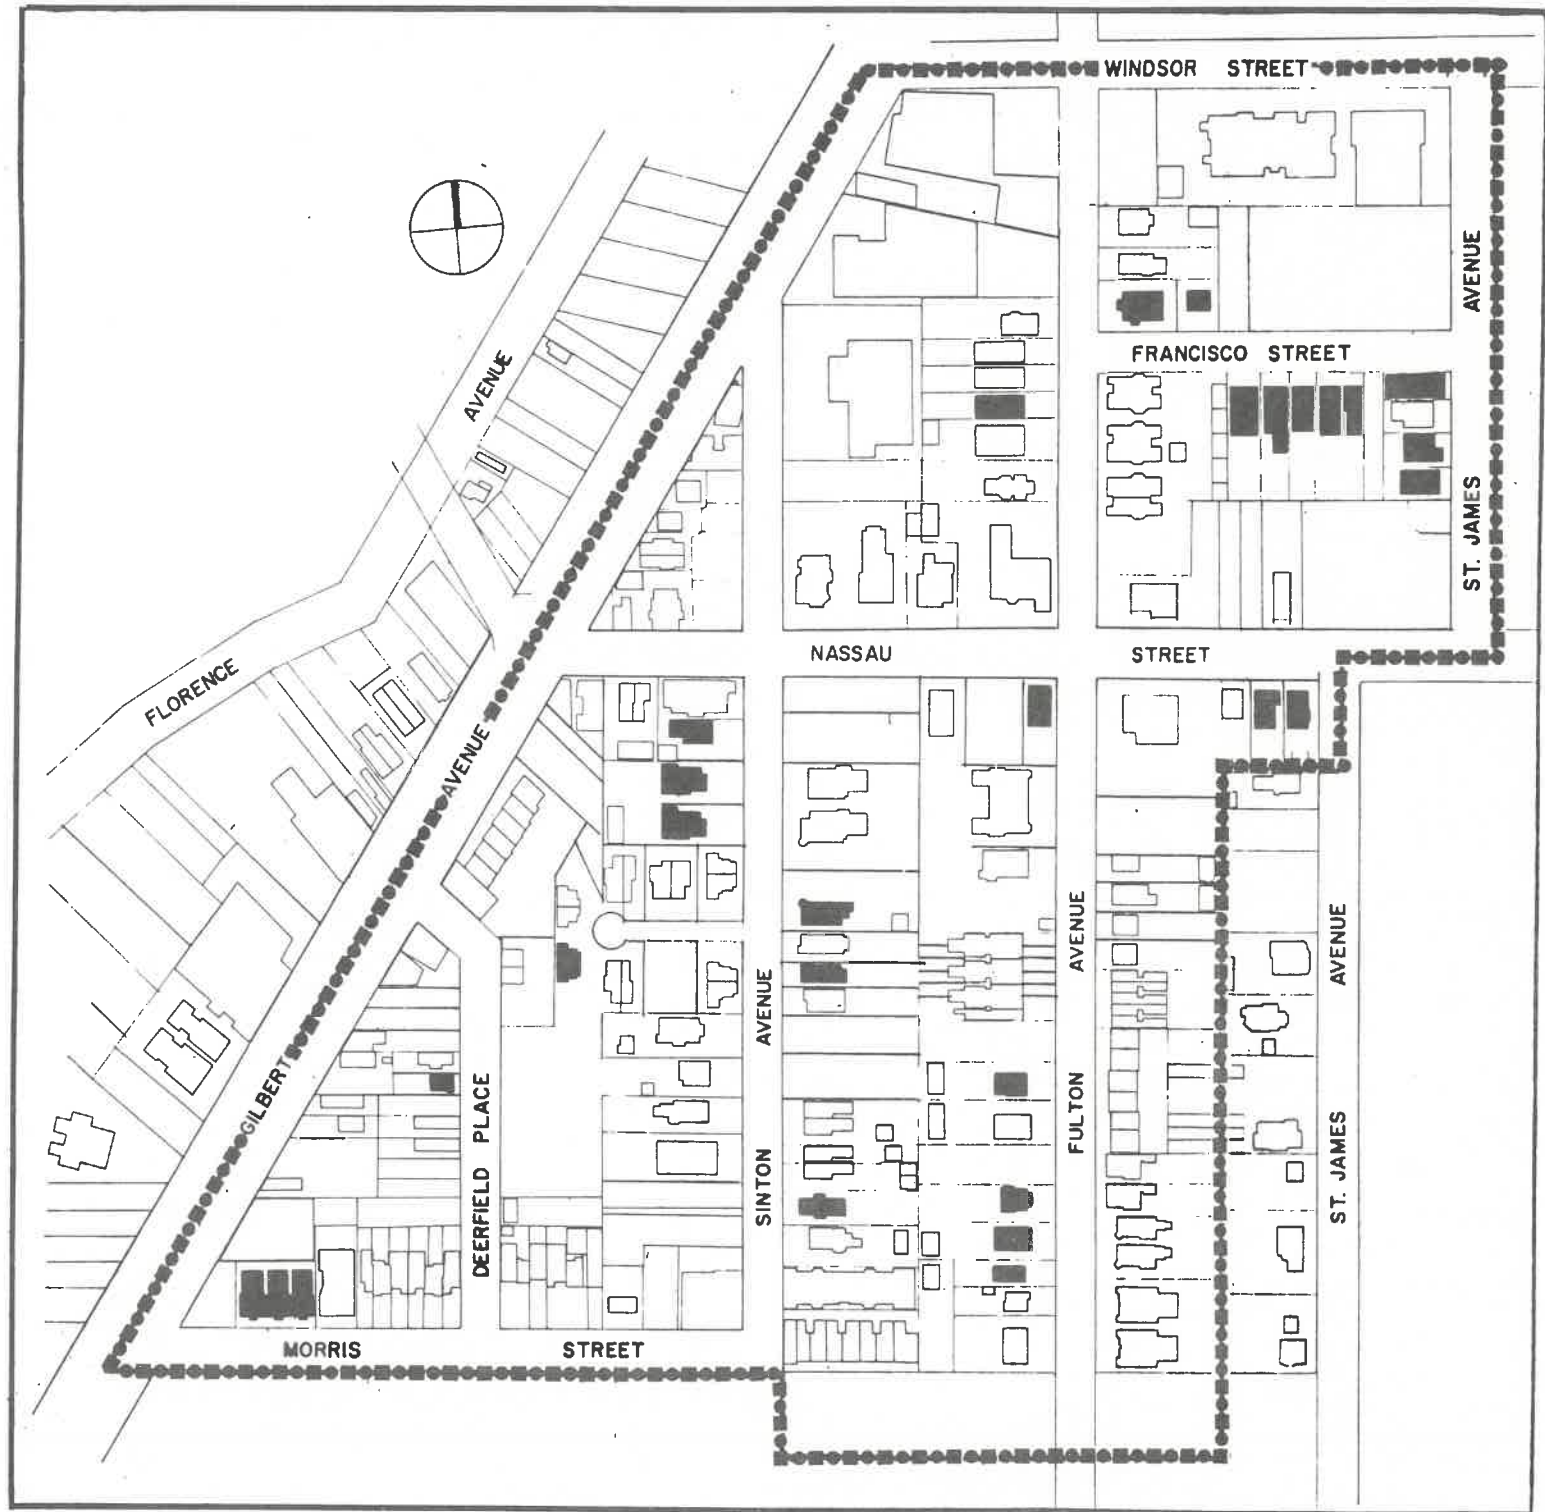 WINDSOR STREET
AVENUE
FRANCISCO STREET
AVENUE
ST. JAMES
NASSAU STREET
FLORENCE
AVENUE
AVENUE
FULTON
AVENUE
SINTON
AVENUE
ST. JAMES
GILBERT
DEERFIELD PLACE
MORRIS STREET
AVENUE